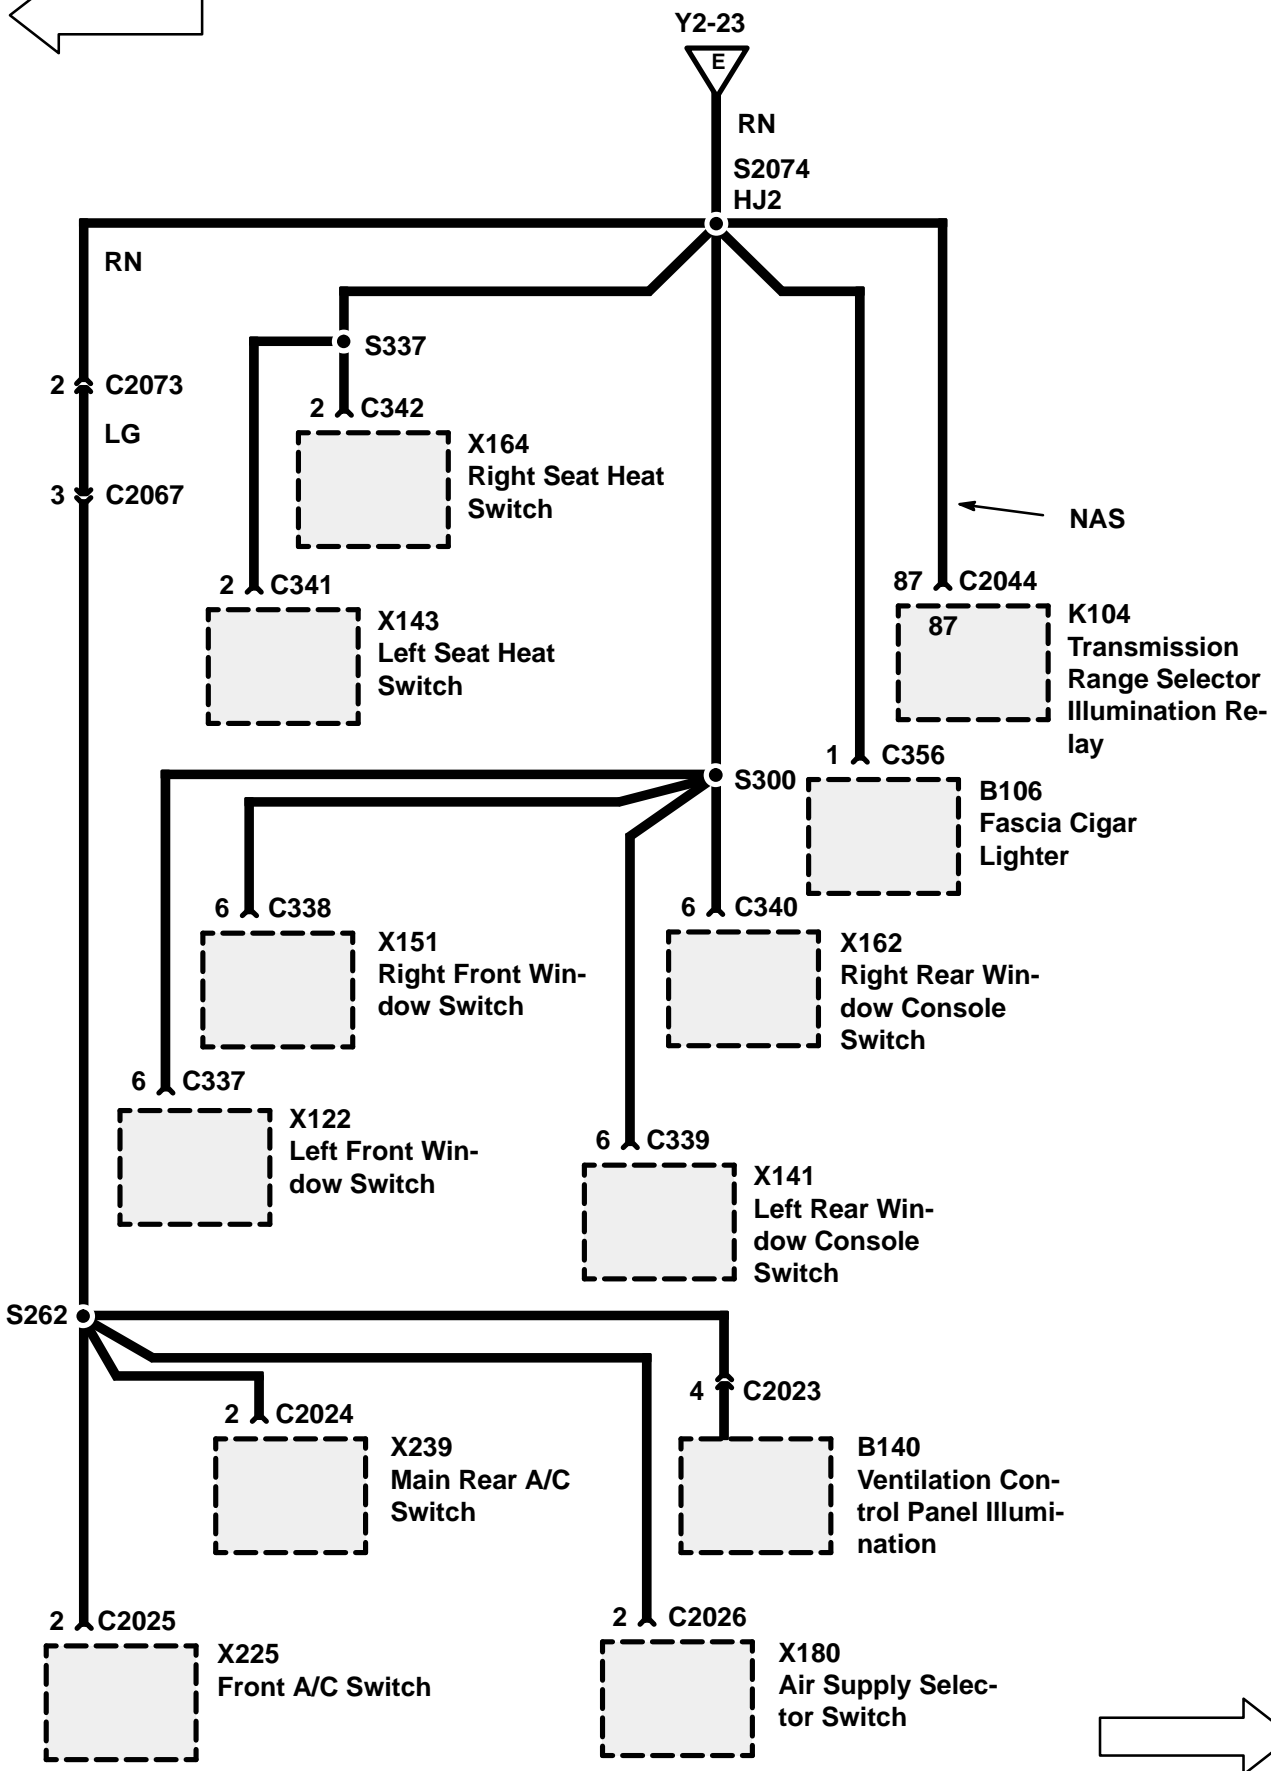 Y2-23
E
RN
S2074
HJ2
RN
S337
2 C2073
2 C342
LG
X164
Right Seat Heat
Switch
3 C2067
NAS
2 C341
87 C2044
X143
Left Seat Heat
Switch
87
K104
Transmission
Range Selector
Illumination Re-
lay
S300
1 C356
B106
Fascia Cigar
Lighter
6 C338
6 C340
X151
Right Front Win-
dow Switch
X162
Right Rear Win-
dow Console
Switch
6 C337
X122
Left Front Win-
dow Switch
6 C339
X141
Left Rear Win-
dow Console
Switch
S262
4 C2023
2 C2024
X239
Main Rear A/C
Switch
B140
Ventilation Con-
trol Panel Illumi-
nation
2 C2025
2 C2026
X225
Front A/C Switch
X180
Air Supply Selec-
tor Switch